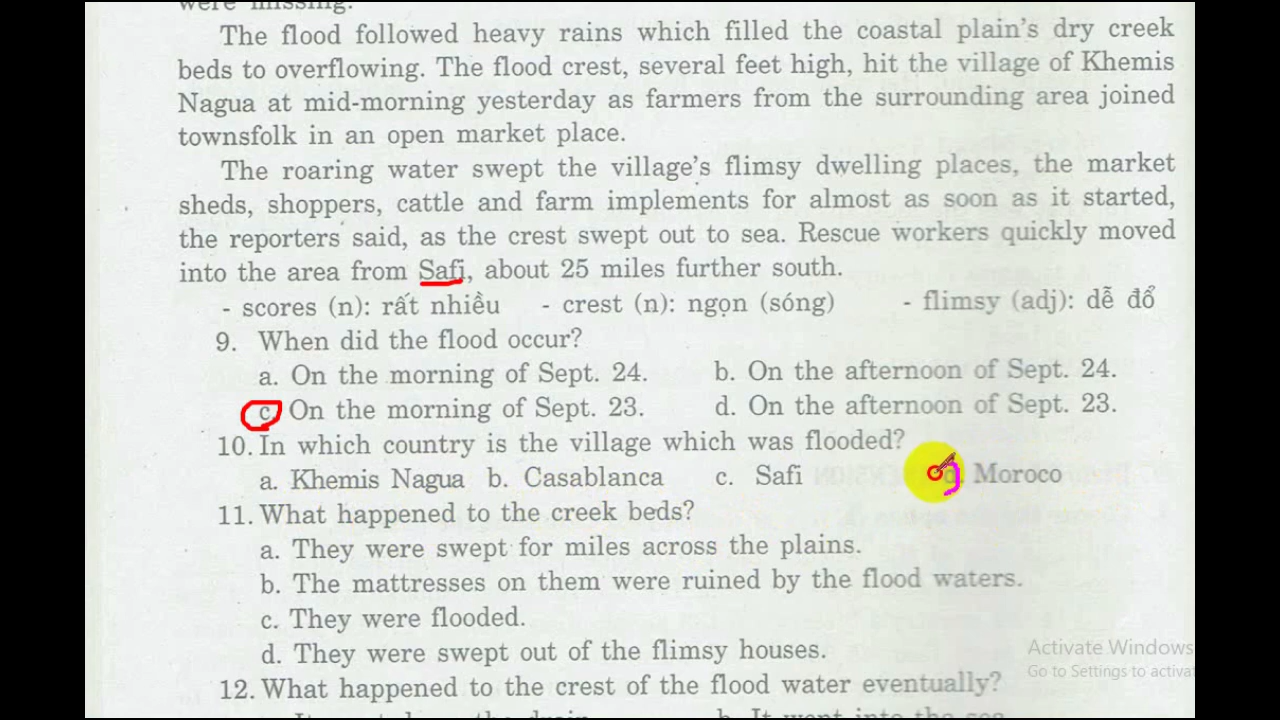 were missing.
The flood followed heavy rains which filled the coastal plain's dry creek
beds to overflowing. The flood crest, several feet high, hit the village of Khemis
Nagua at mid-morning yesterday as farmers from the surrounding area joined
townsfolk in an open market place.
The roaring water swept the village's flimsy dwelling places, the market
sheds, shoppers, cattle and farm implements for almost as soon as it started,
the reporters said, as the crest swept out to sea. Rescue workers quickly moved
into the area from Safi, about 25 miles further south.
- scores (n): rất nhiều - crest (n): ngọn (sóng) - flimsy (adj): dễ đổ
9. When did the flood occur?
a. On the morning of Sept. 24. b. On the afternoon of Sept. 24.
c. On the morning of Sept. 23. d. On the afternoon of Sept. 23.
10. In which country is the village which was flooded?
a. Khemis Nagua b. Casablanca c. Safi d. Moroco
11. What happened to the creek beds?
a. They were swept for miles across the plains.
b. The mattresses on them were ruined by the flood waters.
c. They were flooded.
d. They were swept out of the flimsy houses.
Activate Windows
Go to Settings to activat
12. What happened to the crest of the flood water eventually?
b. It went into the sea